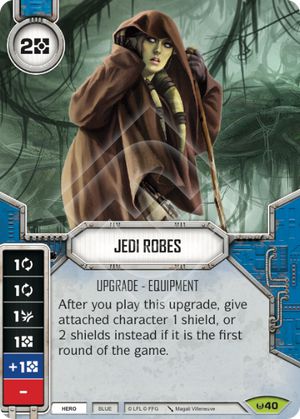 2
JEDI ROBES
UPGRADE - EQUIPMENT
After you play this upgrade, give
attached character 1 shield, or
2 shields instead if it is the first
round of the game.
1
1
1
1
+1
-
HERO
BLUE
© LFL © FFG
Magali Villeneuve
40